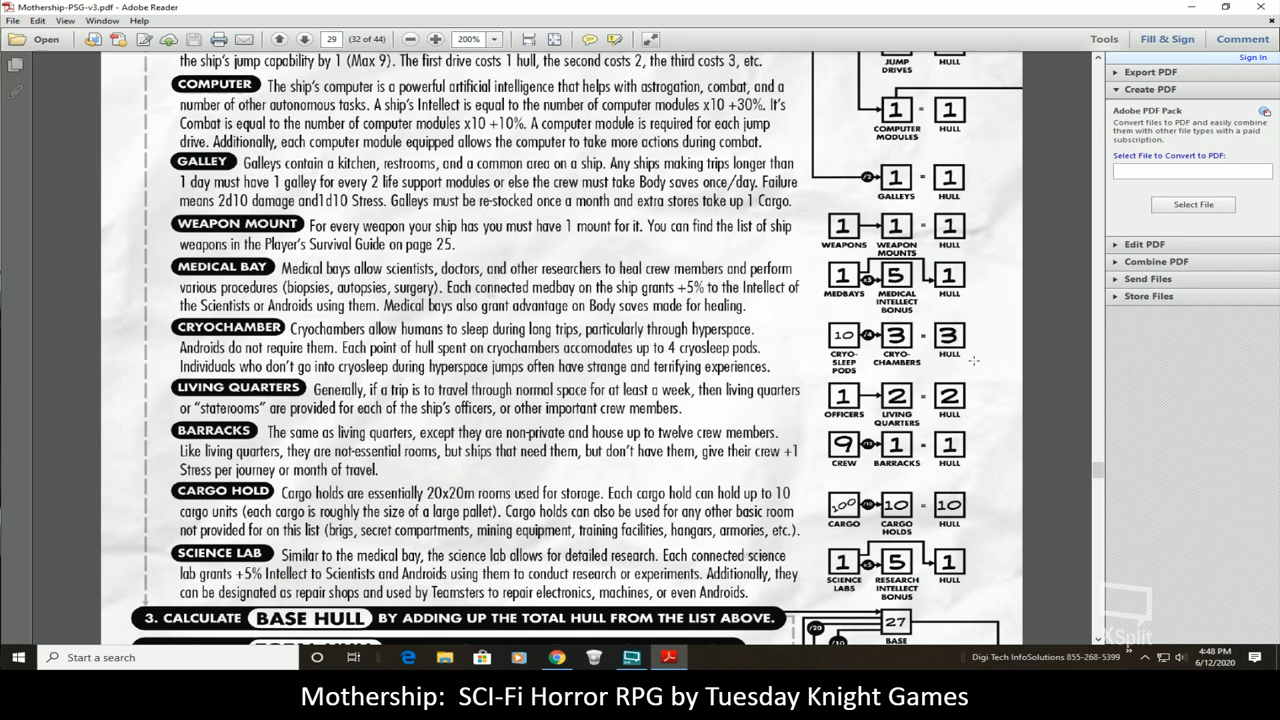 Mothership-PSG-v3.pdf - Adobe Reader
File Edit View Window Help
Open 29 (32 of 44) 200% Tools Fill & Sign Comment
Sign In
Export PDF
Create PDF
Adobe PDF Pack
Convert files to PDF and easily combine
them with other file types with a paid
subscription.
Select File to Convert to PDF:
Select File
Edit PDF
Combine PDF
Send Files
Store Files
the ship's jump capability by 1 (Max 9). The first drive costs 1 hull, the second costs 2, the third costs 3, etc.
COMPUTER The ship's computer is a powerful artificial intelligence that helps with astrogation, combat, and a
number of other autonomous tasks. A ship's Intellect is equal to the number of computer modules x10 +30%. It's
Combat is equal to the number of computer modules x10 +10%. A computer module is required for each jump
drive. Additionally, each computer module equipped allows the computer to take more actions during combat.
GALLEY Galleys contain a kitchen, restrooms, and a common area on a ship. Any ships making trips longer than
1 day must have 1 galley for every 2 life support modules or else the crew must take Body saves once/day. Failure
means 2d10 damage and1d10 Stress. Galleys must be re-stocked once a month and extra stores take up 1 Cargo.
WEAPON MOUNT For every weapon your ship has you must have 1 mount for it. You can find the list of ship
weapons in the Player's Survival Guide on page 25.
MEDICAL BAY Medical bays allow scientists, doctors, and other researchers to heal crew members and perform
various procedures (biopsies, autopsies, surgery). Each connected medbay on the ship grants +5% to the Intellect of
the Scientists or Androids using them. Medical bays also grant advantage on Body saves made for healing.
CRYOCHAMBER Cryochambers allow humans to sleep during long trips, particularly through hyperspace.
Androids do not require them. Each point of hull spent on cryochambers accomodates up to 4 cryosleep pods.
Individuals who don't go into cryosleep during hyperspace jumps often have strange and terrifying experiences.
LIVING QUARTERS Generally, if a trip is to travel through normal space for at least a week, then living quarters
or "staterooms" are provided for each of the ship's officers, or other important crew members.
BARRACKS The same as living quarters, except they are non-private and house up to twelve crew members.
Like living quarters, they are not-essential rooms, but ships that need them, but don't have them, give their crew +1
Stress per journey or month of travel.
CARGO HOLD Cargo holds are essentially 20x20m rooms used for storage. Each cargo hold can hold up to 10
cargo units (each cargo is roughly the size of a large pallet). Cargo holds can also be used for any other basic room
not provided for on this list (brigs, secret compartments, mining equipment, training facilities, hangars, armories, etc.).
SCIENCE LAB Similar to the medical bay, the science lab allows for detailed research. Each connected science
lab grants +5% Intellect to Scientists and Androids using them to conduct research or experiments. Additionally, they
can be designated as repair shops and used by Teamsters to repair electronics, machines, or even Androids.
3. CALCULATE BASE HULL BY ADDING UP THE TOTAL HULL FROM THE LIST ABOVE.
JUMP HULL
DRIVES
1 = 1
COMPUTER HULL
MODULES
/2 1 = 1
GALLEYS HULL
1 1 = 1
WEAPONS WEAPON HULL
MOUNTS
1 5 1
MEDBAYS MEDICAL HULL
INTELLECT
BONUS
10 /4 3 = 3
CRYO- CRYO- HULL
SLEEP CHAMBERS
PODS
1 2 = 2
OFFICERS LIVING HULL
QUARTERS
9 1 = 1
CREW BARRACKS HULL
100 10 = 10
CARGO CARGO HULL
HOLDS
1 5 1
SCIENCE RESEARCH HULL
LABS INTELLECT
BONUS
27
/20 /10 BASE
XSplit
Start a search Digi Tech InfoSolutions 855-268-5399 4:48 PM
6/12/2020
Mothership: SCI-Fi Horror RPG by Tuesday Knight Games